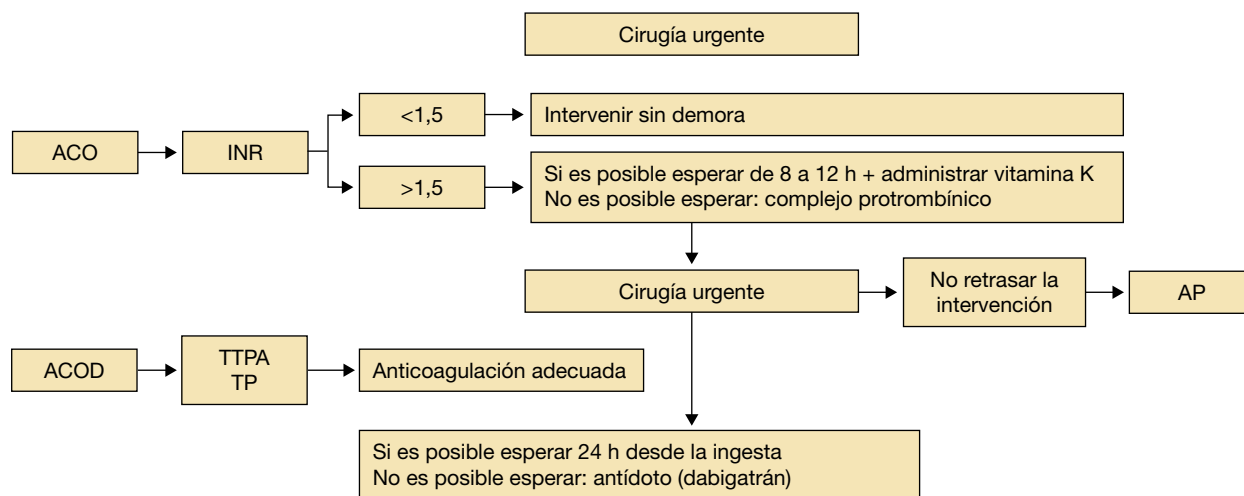 Cirugía urgente
<1,5
Intervenir sin demora
ACO
INR
>1,5
Si es posible esperar de 8 a 12 h + administrar vitamina K
No es posible esperar: complejo protrombínico
Cirugía urgente
No retrasar la
intervención
AP
ACOD
TTPA
TP
Anticoagulación adecuada
Si es posible esperar 24 h desde la ingesta
No es posible esperar: antídoto (dabigatrán)